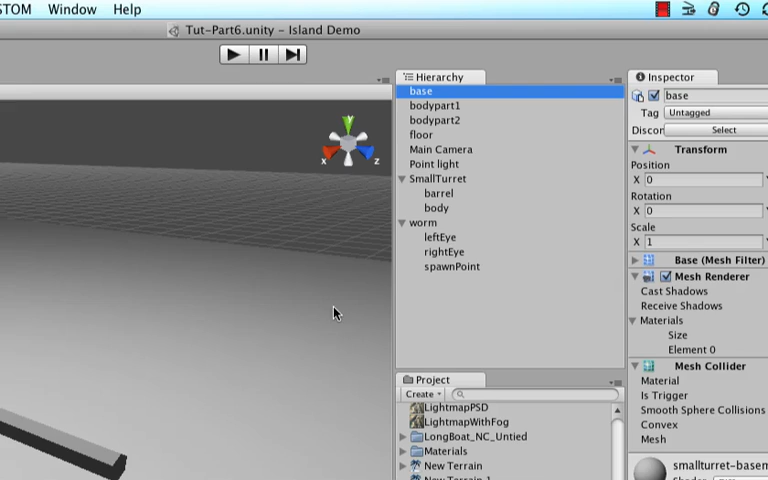 STOM Window Help
Tut-Part6.unity - Island Demo
Hierarchy
base
bodypart1
bodypart2
floor
Main Camera
Point light
SmallTurret
barrel
body
worm
leftEye
rightEye
spawnPoint
Project
Create
LightmapPSD
LightmapWithFog
LongBoat_NC_Untied
Materials
New Terrain
New Terrain 1
Inspector
base
Tag Untagged
Discor Select
Transform
Position
X 0
Rotation
X 0
Scale
X 1
Base (Mesh Filter)
Mesh Renderer
Cast Shadows
Receive Shadows
Materials
Size
Element 0
Mesh Collider
Material
Is Trigger
Smooth Sphere Collisions
Convex
Mesh
smallturret-basem
y
x
z